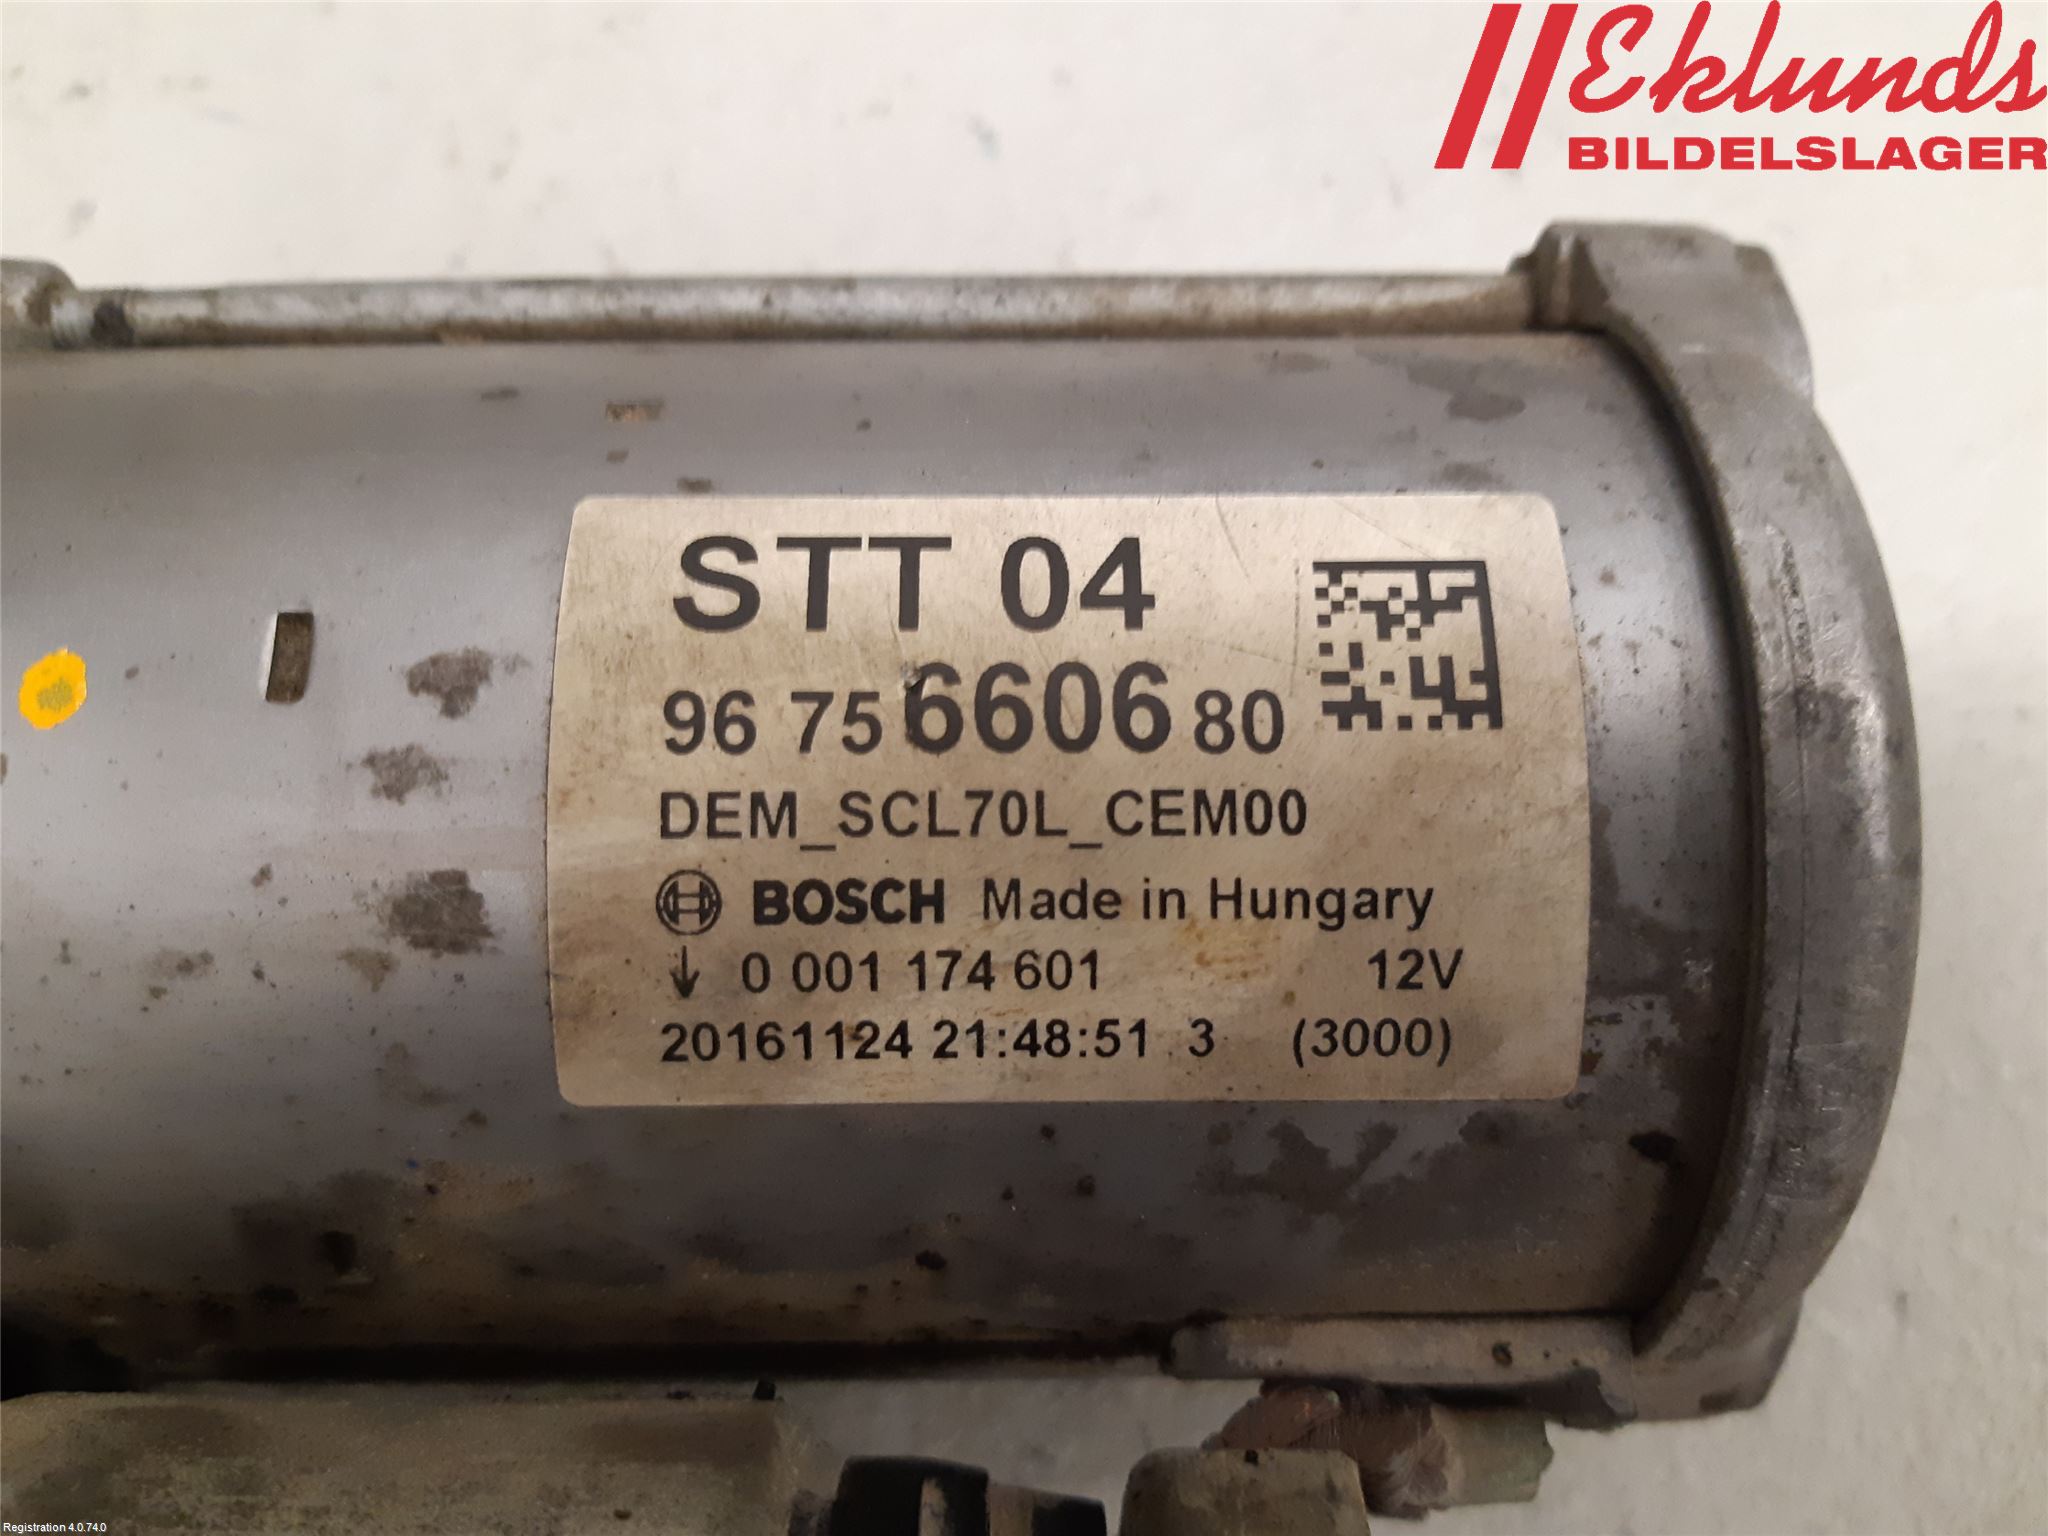 Eklunds
BILDELSLAGER
STT 04
96 75 6606 80
DEM_SCL70L_CEM00
BOSCH Made in Hungary
0 001 174 601 12V
20161124 21:48:51 3 (3000)
Registration 4.0.74.0